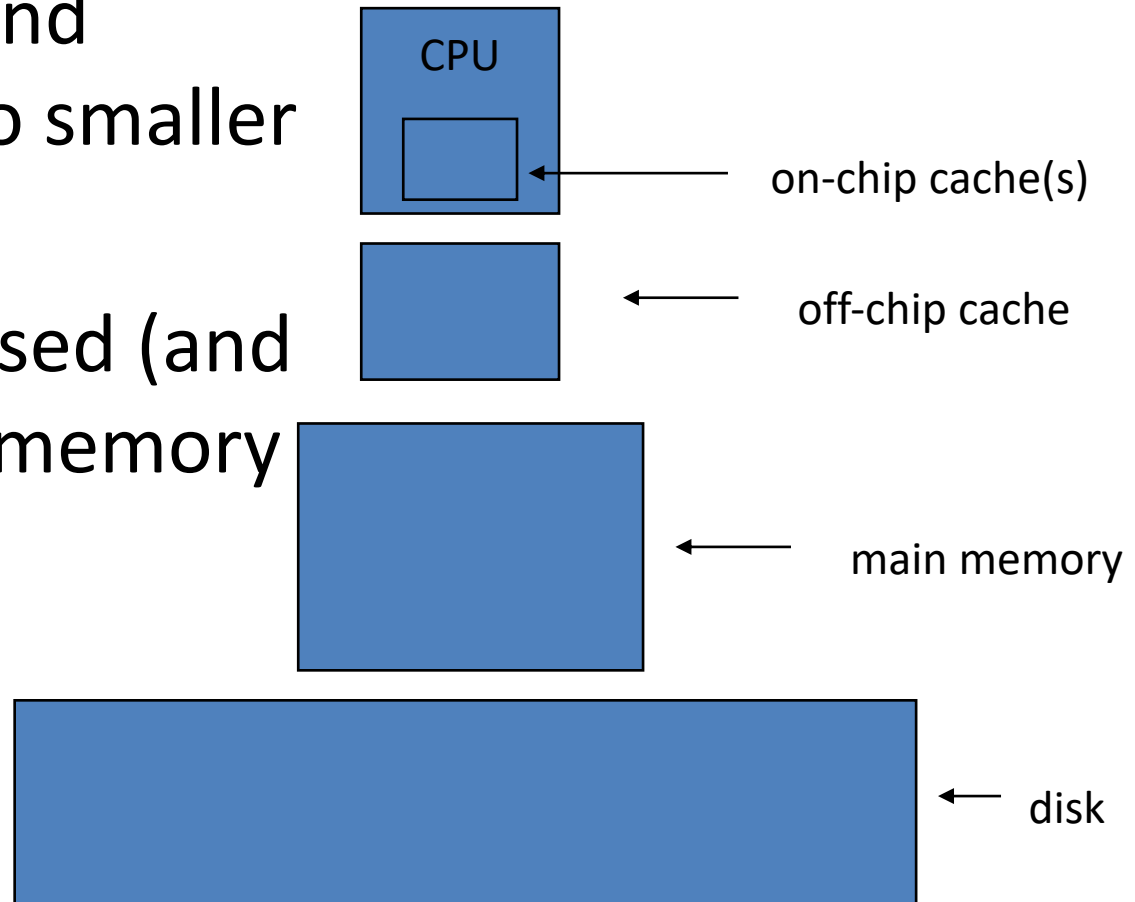 nd
o smaller
sed (and
memory
CPU
on-chip cache(s)
off-chip cache
main memory
disk